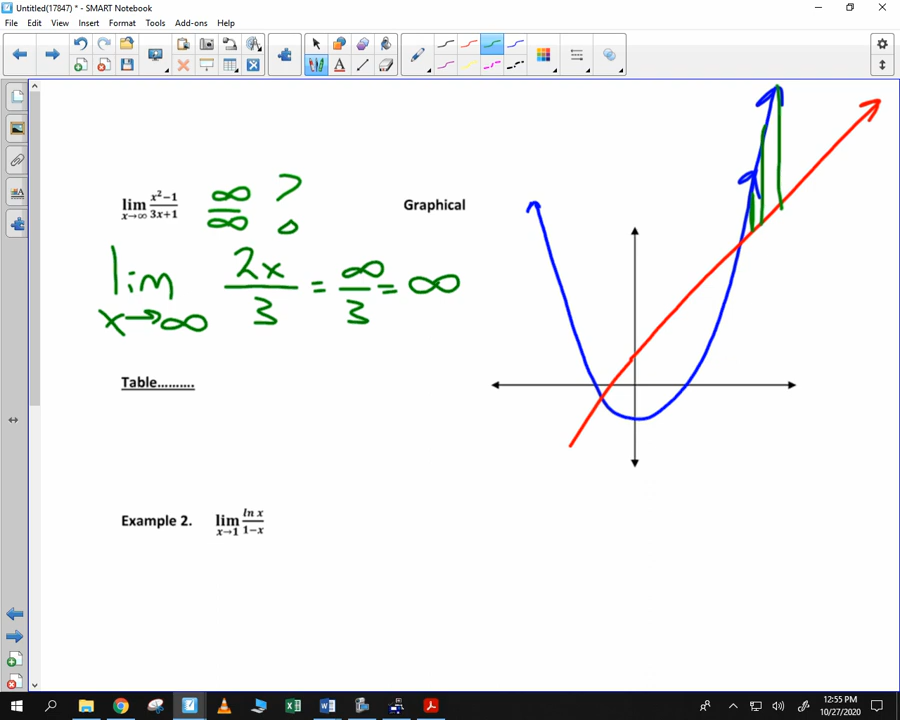 Untitled(17847) * - SMART Notebook
File Edit View Insert Format Tools Add-ons Help
lim x→∞ x²−1 / 3x+1 ∞/∞ ?
Graphical
lim x→∞ 2x/3 = ∞/3 = ∞
Table..........
Example 2. lim x→1 ln x / 1−x
12:55 PM
10/27/2020